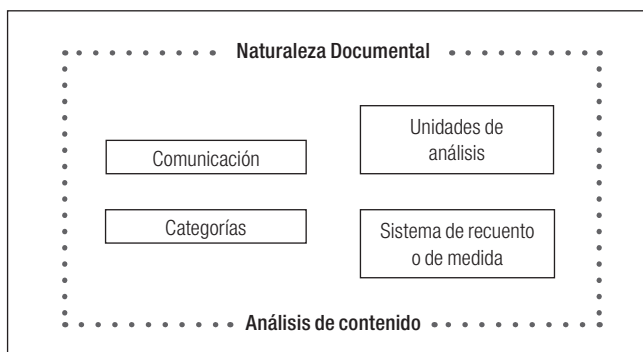 Naturaleza Documental
Comunicación
Unidades de
análisis
Categorías
Sistema de recuento
o de medida
Análisis de contenido